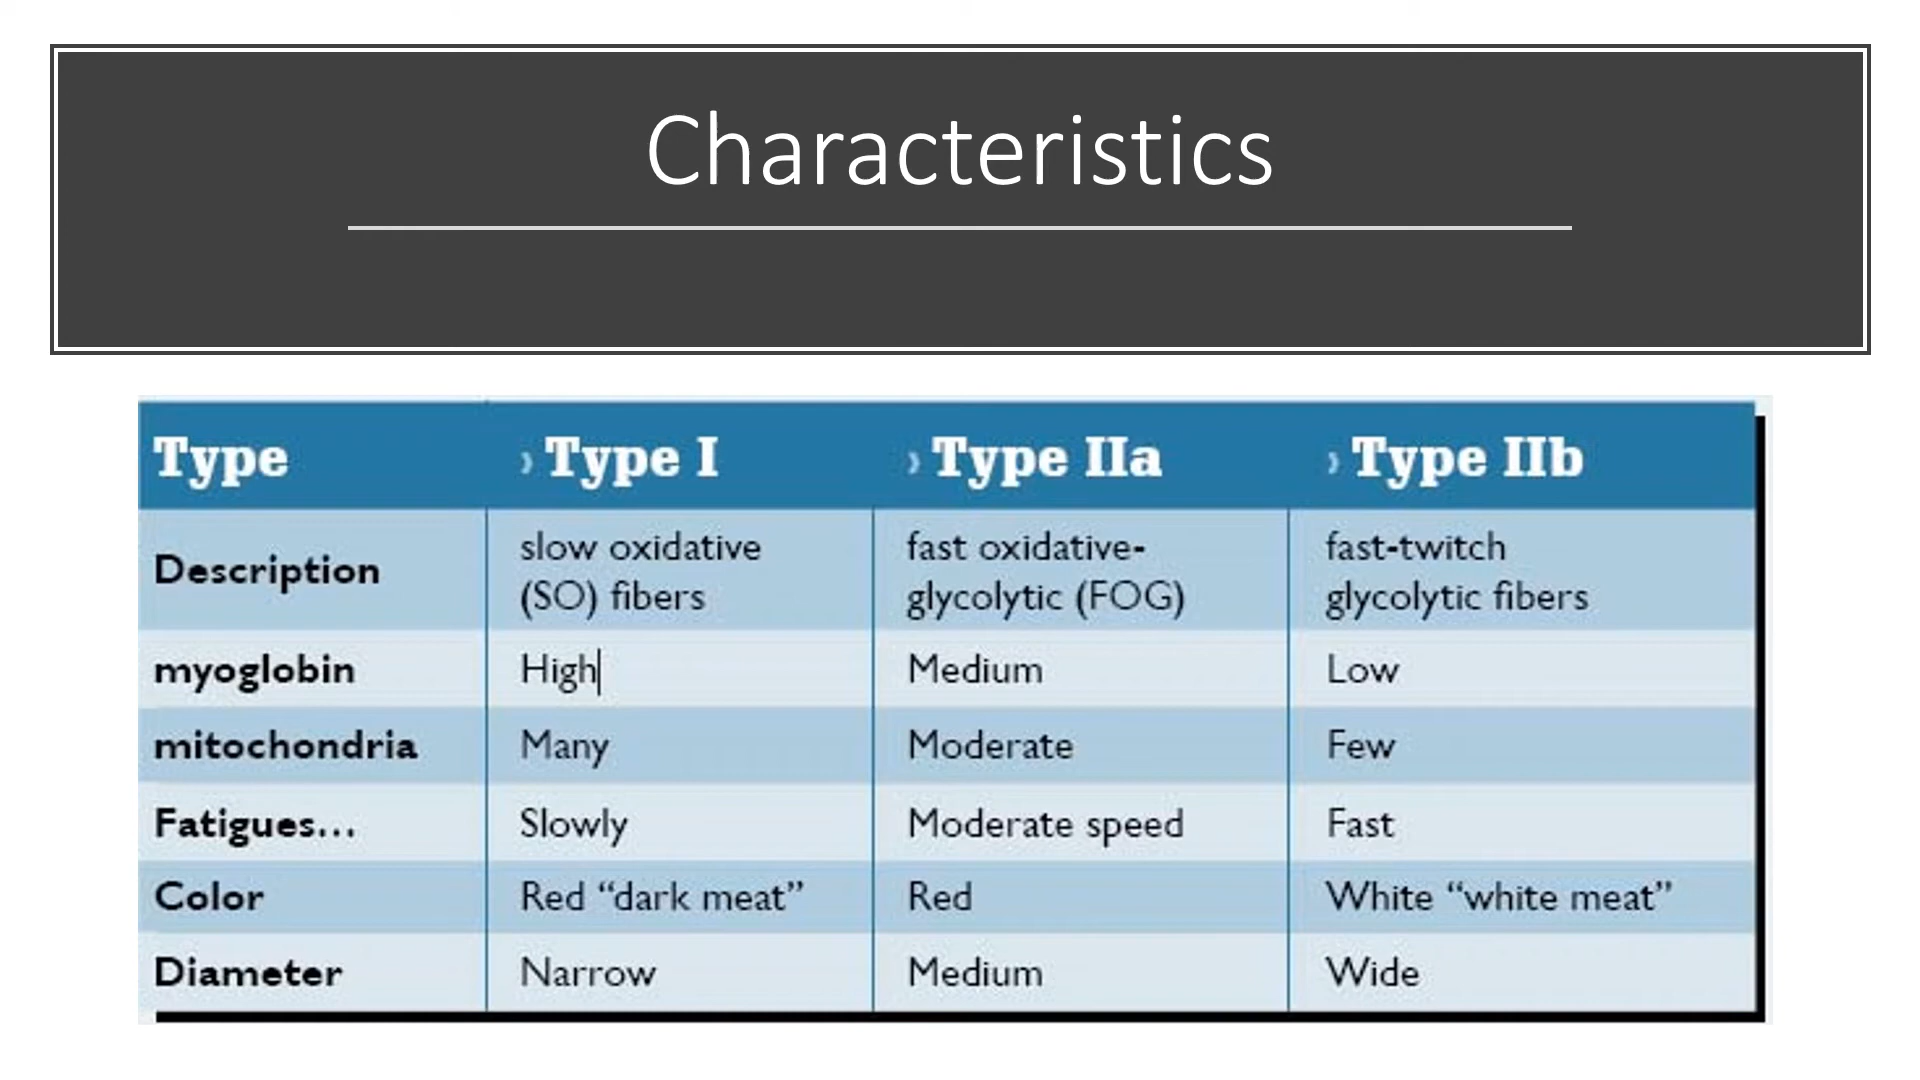 Characteristics
Type › Type I › Type IIa › Type IIb
Description slow oxidative (SO) fibers fast oxidative-glycolytic (FOG) fast-twitch glycolytic fibers
myoglobin High Medium Low
mitochondria Many Moderate Few
Fatigues... Slowly Moderate speed Fast
Color Red “dark meat” Red White “white meat”
Diameter Narrow Medium Wide